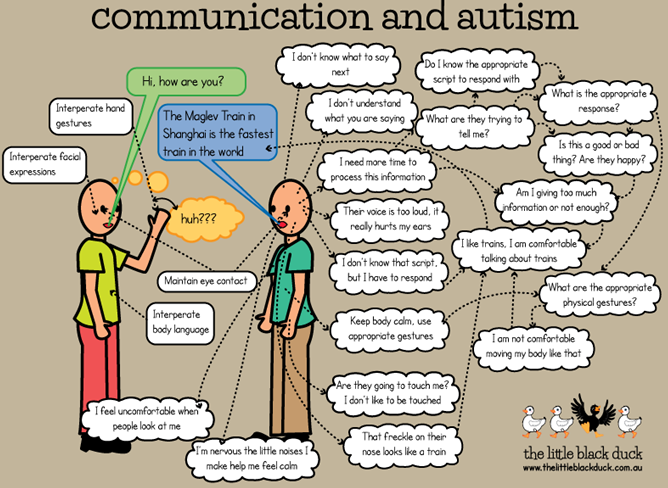 communication and autism
Hi, how are you?
The Maglev Train in
Shanghai is the fastest
train in the world
Interperate hand
gestures
Interperate facial
expressions
huh???
Maintain eye contact
Interperate
body language
I feel uncomfortable when
people look at me
I'm nervous the little noises I
make help me feel calm
I don't know what to say
next
I don't understand
what you are saying
I need more time to
process this information
Their voice is too loud, it
really hurts my ears
I don't know that script,
but I have to respond
Keep body calm, use
appropriate gestures
Are they going to touch me?
I don't like to be touched
That freckle on their
nose looks like a train
Do I know the appropriate
script to respond with
What are they trying to
tell me?
What is the appropriate
response?
Is this a good or bad
thing? Are they happy?
Am I giving too much
information or not enough?
I like trains, I am comfortable
talking about trains
What are the appropriate
physical gestures?
I am not comfortable
moving my body like that
the little black duck
www.thelittleblackduck.com.au